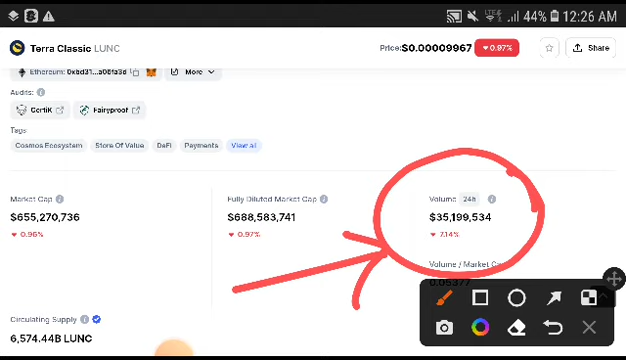 44% 12:26 AM
Terra Classic LUNC Price:$0.00009967 ▼0.97% Share
Ethereum: 0xbd31...a0bfa3d More
Audits:
CertiK Fairyproof
Tags
Cosmos Ecosystem Store Of Value DeFi Payments View all
Market Cap Fully Diluted Market Cap Volume 24h
$655,270,736 $688,583,741 $35,199,534
▼ 0.96% ▼ 0.97% ▼ 7.14%
Volume / Market Cap
0.05377
Circulating Supply
6,574.44B LUNC